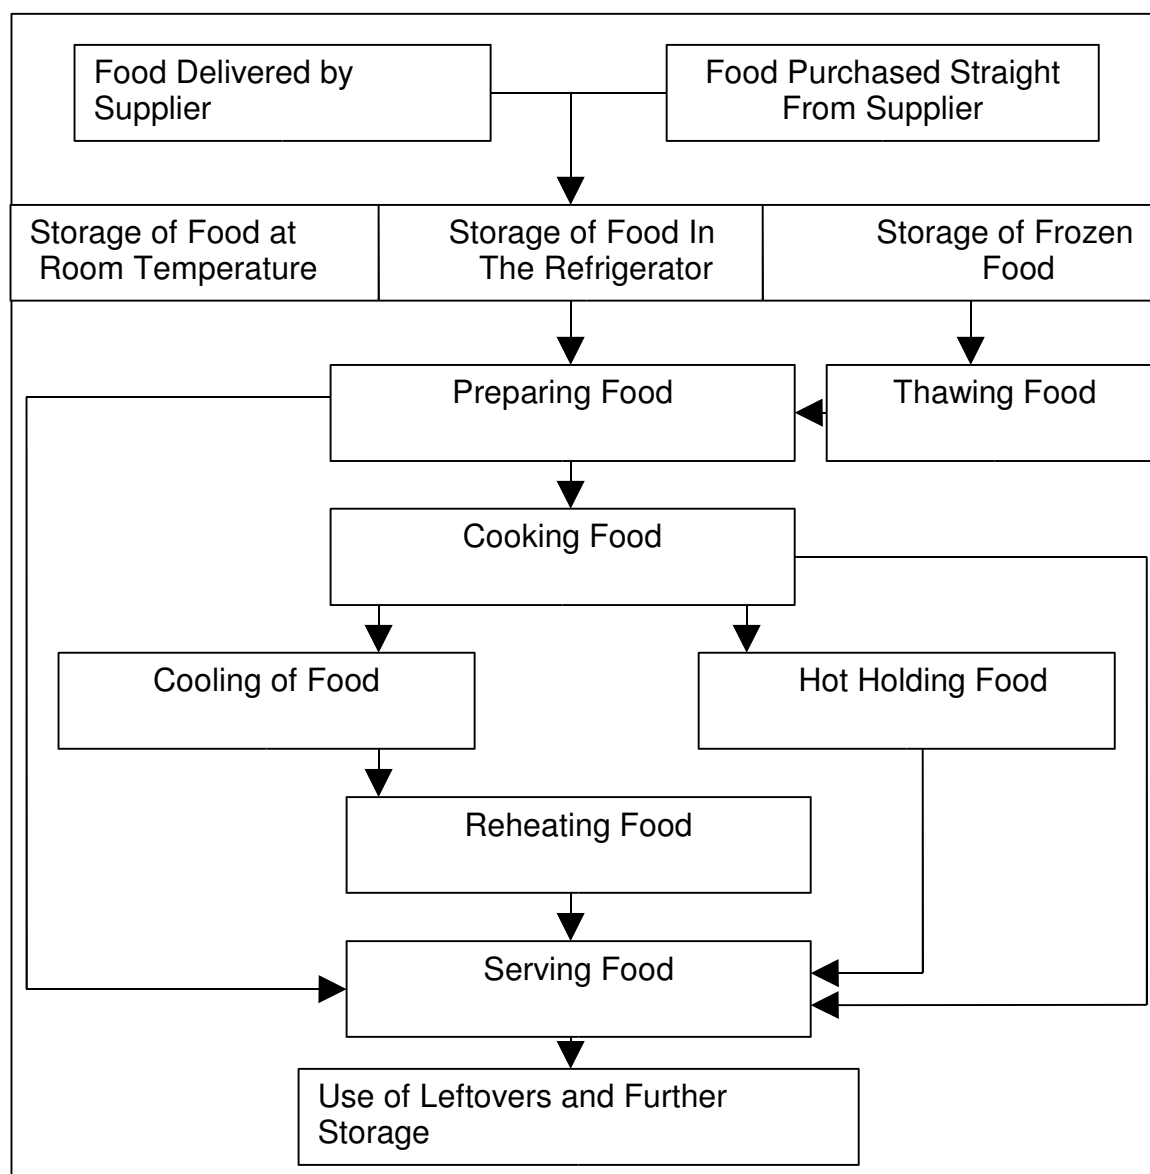 Food Delivered by
Supplier
Food Purchased Straight
From Supplier
Storage of Food at
Room Temperature
Storage of Food In
The Refrigerator
Storage of Frozen
Food
Preparing Food
Thawing Food
Cooking Food
Cooling of Food
Hot Holding Food
Reheating Food
Serving Food
Use of Leftovers and Further
Storage